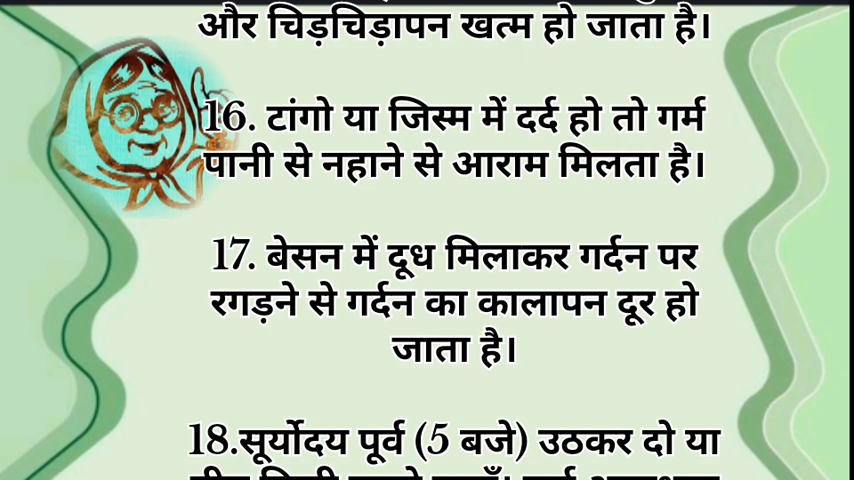 और चिड़चिड़ापन खत्म हो जाता है।
16. टांगो या जिस्म में दर्द हो तो गर्म
पानी से नहाने से आराम मिलता है।
17. बेसन में दूध मिलाकर गर्दन पर
रगड़ने से गर्दन का कालापन दूर हो
जाता है।
18.सूर्योदय पूर्व (5 बजे) उठकर दो या